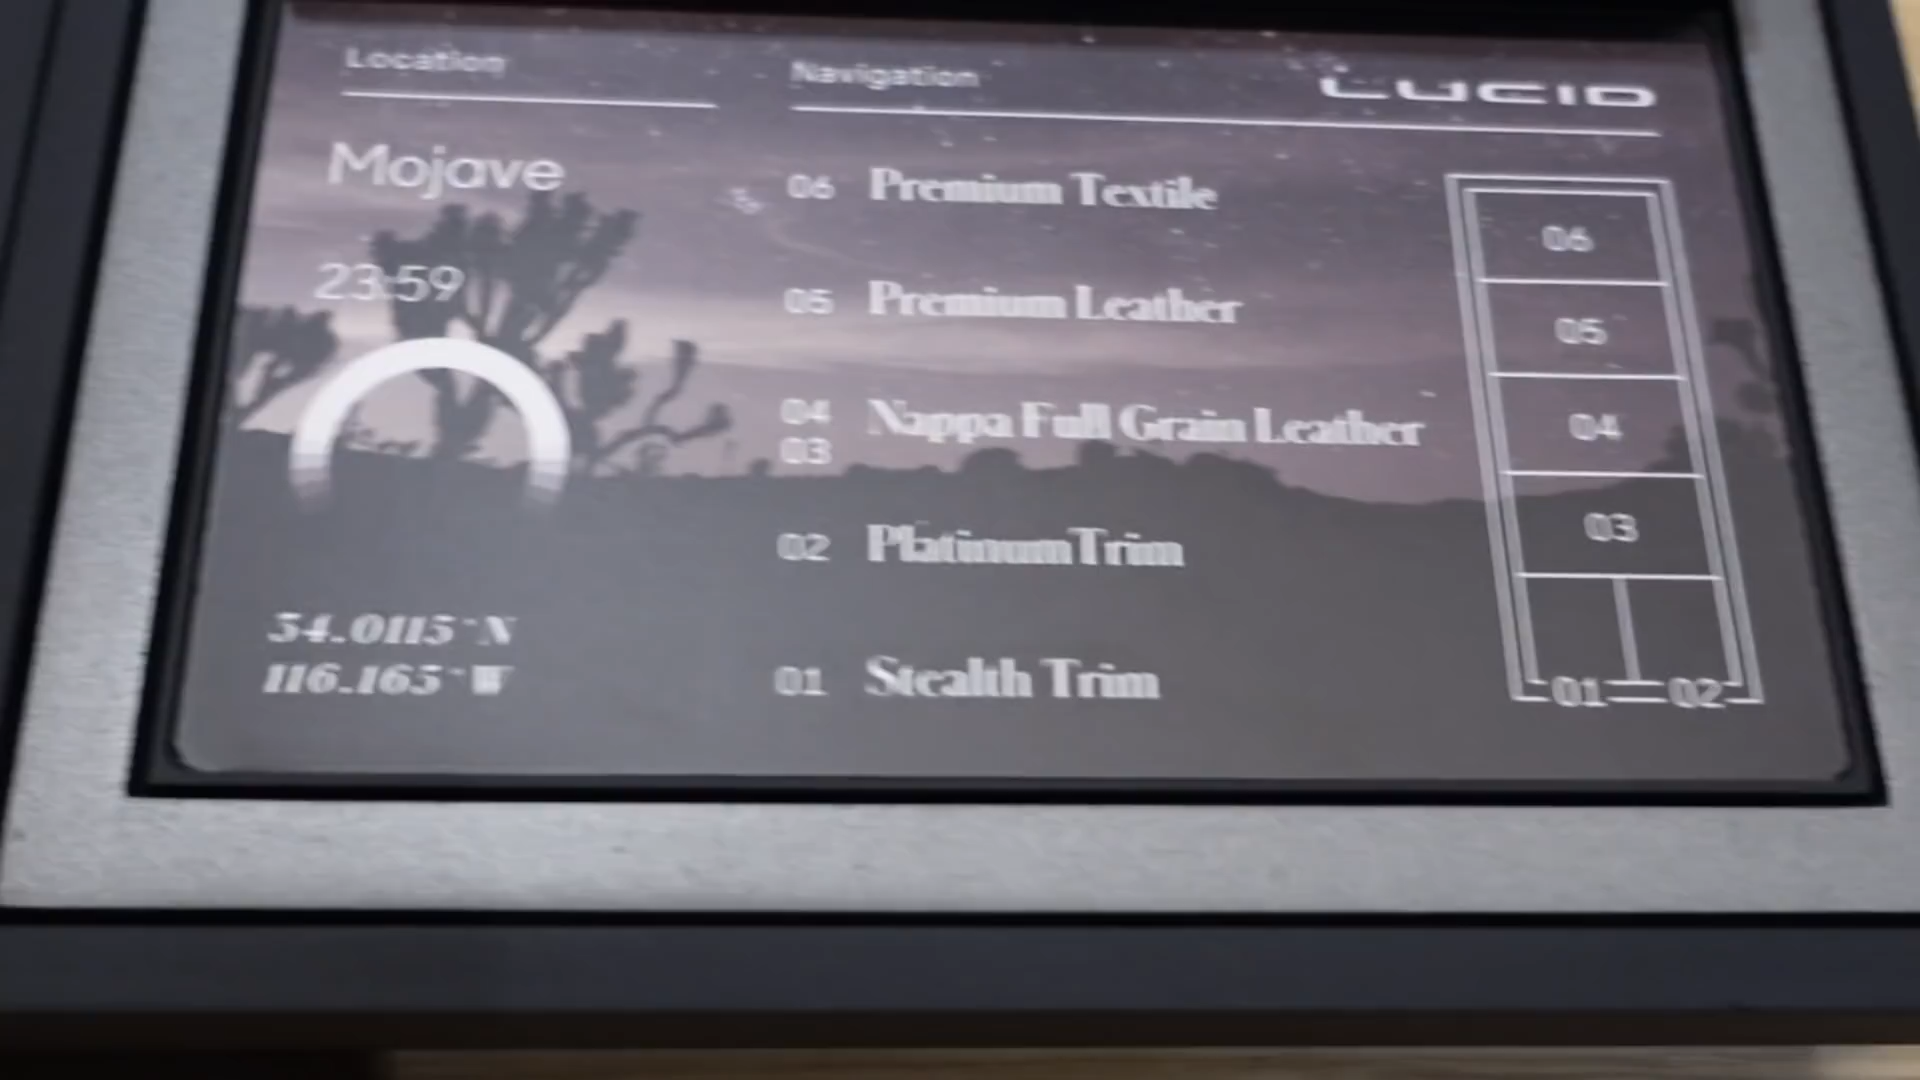 Location
Navigation
LUCID
Mojave
23:59
06 Premium Textile
05 Premium Leather
04
03 Nappa Full Grain Leather
02 Platinum Trim
01 Stealth Trim
34.0115°N
116.165°W
06
05
04
03
01 02